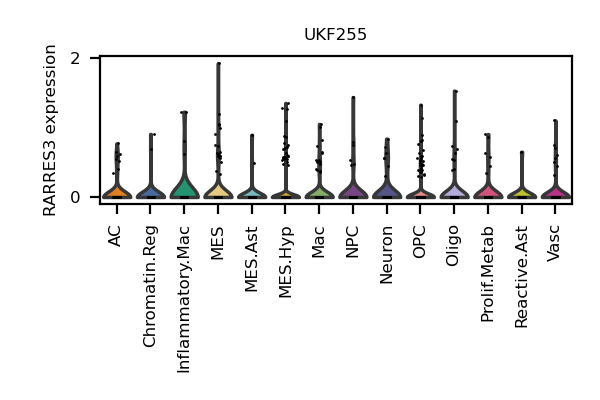 UKF255
RARRES3 expression
2
0
AC
Chromatin.Reg
Inflammatory.Mac
MES
MES.Ast
MES.Hyp
Mac
NPC
Neuron
OPC
Oligo
Prolif.Metab
Reactive.Ast
Vasc